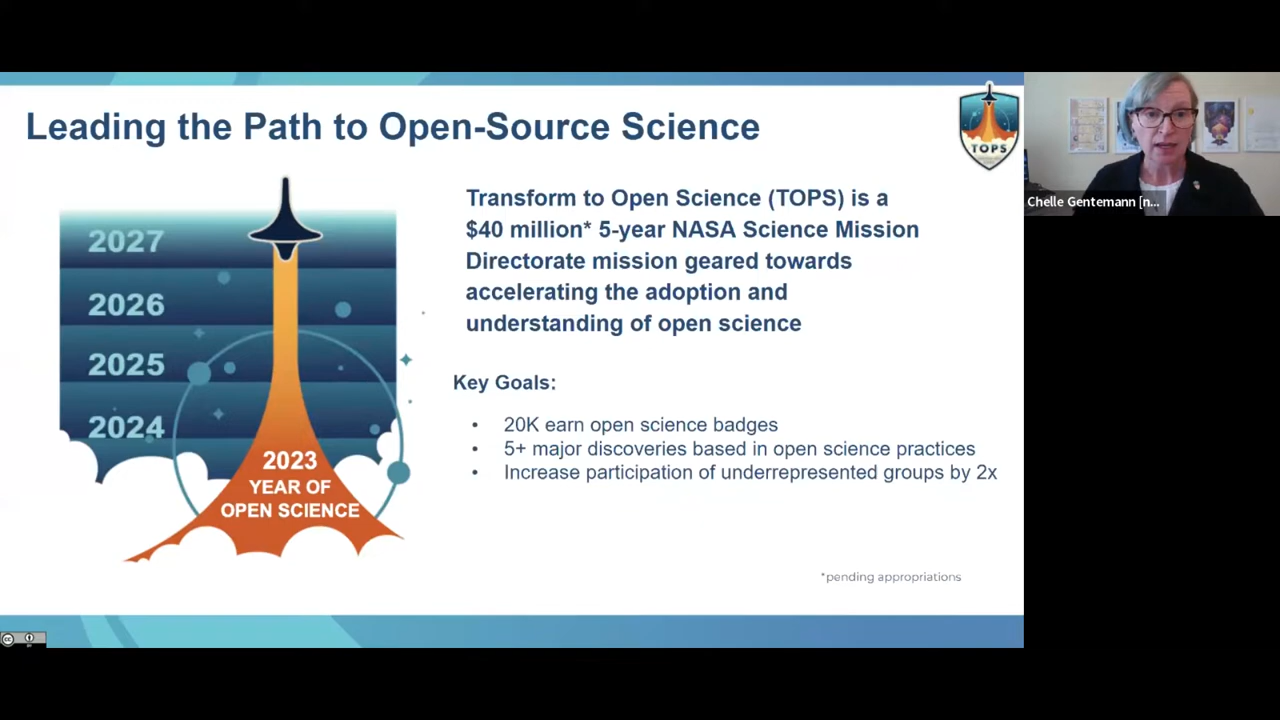 Leading the Path to Open-Source Science
TOPS
Chelle Gentemann [n...
2027
2026
2025
2024
2023
YEAR OF
OPEN SCIENCE
Transform to Open Science (TOPS) is a
$40 million* 5-year NASA Science Mission
Directorate mission geared towards
accelerating the adoption and
understanding of open science
Key Goals:
• 20K earn open science badges
• 5+ major discoveries based in open science practices
• Increase participation of underrepresented groups by 2x
*pending appropriations